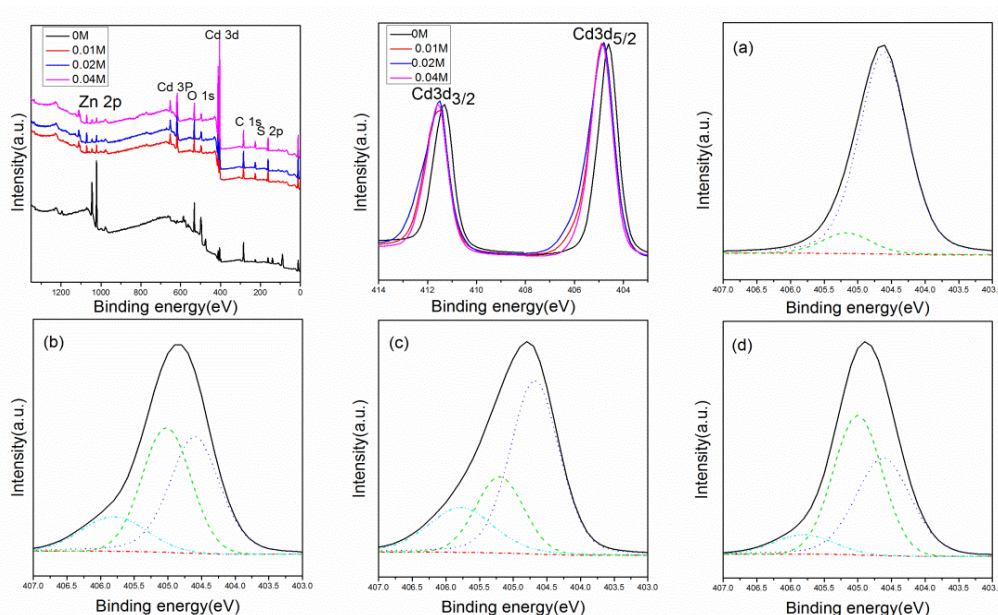 0M
0.01M
0.02M
0.04M
Cd 3d
Cd 3P
O 1s
Zn 2p
C 1s
S 2p
Intensity(a.u.)
1200 1000 800 600 400 200 0
Binding energy(eV)
0M
0.01M
0.02M
0.04M
Cd3d5/2
Cd3d3/2
Intensity(a.u.)
414 412 410 408 406 404
Binding energy(eV)
(a)
Intensity(a.u.)
407.0 406.5 406.0 405.5 405.0 404.5 404.0 403.5 403.
Binding energy(eV)
(b)
Intensity(a.u.)
407.0 406.5 406.0 405.5 405.0 404.5 404.0 403.5 403.0
Binding energy(eV)
(c)
Intensity(a.u.)
407.0 406.5 406.0 405.5 405.0 404.5 404.0 403.5 403.0
Binding energy(eV)
(d)
Intensity(a.u.)
407.0 406.5 406.0 405.5 405.0 404.5 404.0 403.5 403.0
Binding energy(eV)